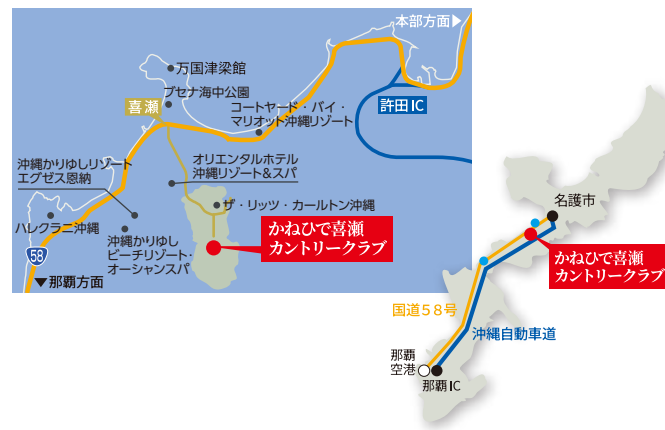 本部方面▶
万国津梁館
ブセナ海中公園
喜瀬
コートヤード・バイ・
マリオット沖縄リゾート
許田IC
沖縄かりゆしリゾート
エグゼス恩納
オリエンタルホテル
沖縄リゾート&スパ
ザ・リッツ・カールトン沖縄
ハレクラニ沖縄
沖縄かりゆし
ビーチリゾート・
オーシャンスパ
かねひで喜瀬
カントリークラブ
58
▼那覇方面
名護市
かねひで喜瀬
カントリークラブ
国道58号
沖縄自動車道
那覇
空港
那覇IC